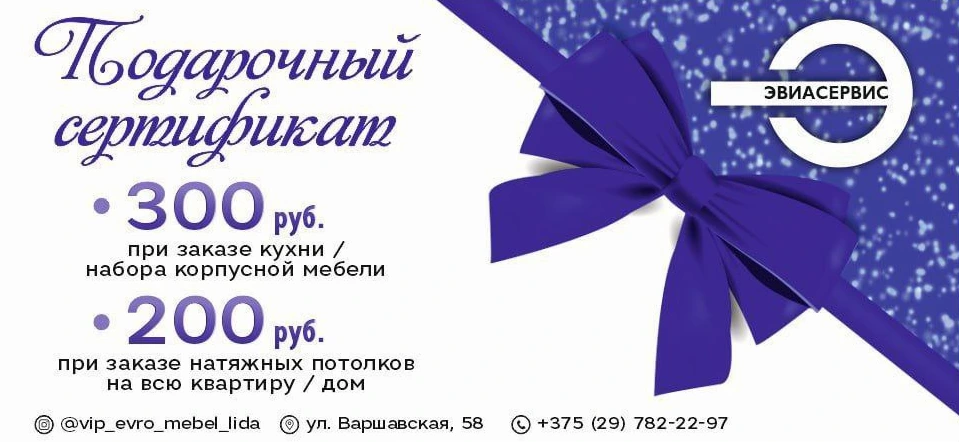 Подарочный
сертификат
ЭВИАСЕРВИС
• 300 руб.
при заказе кухни /
набора корпусной мебели
• 200 руб.
при заказе натяжных потолков
на всю квартиру / дом
@vip_evro_mebel_lida ул. Варшавская, 58 +375 (29) 782-22-97